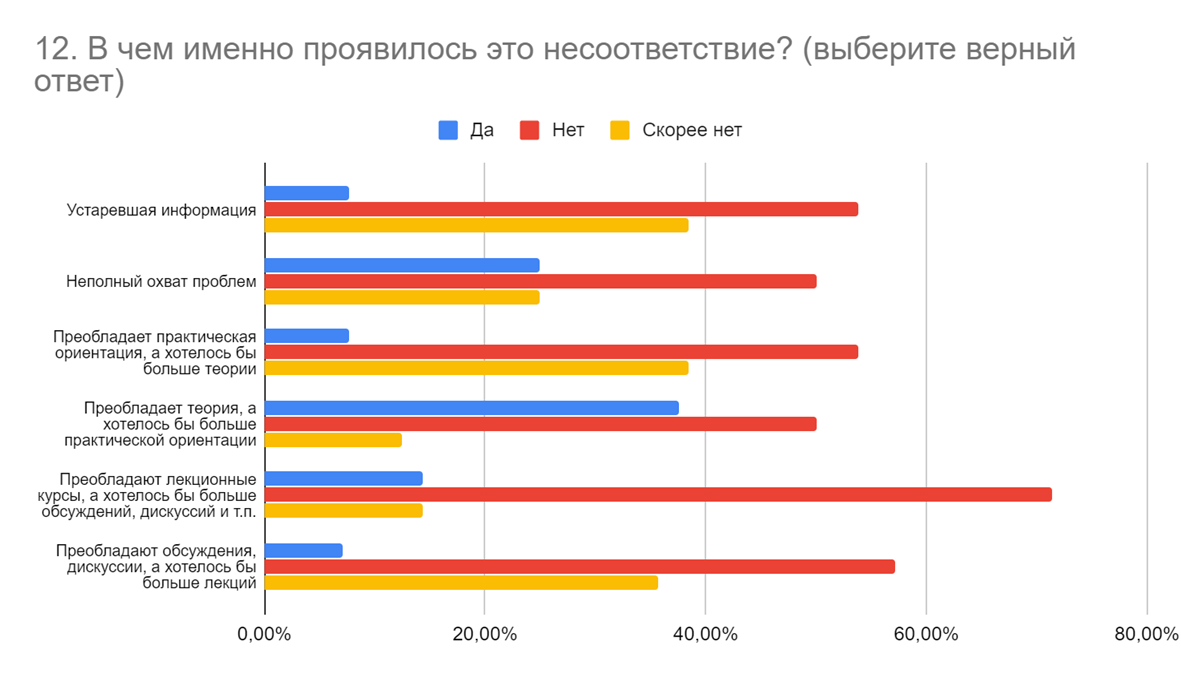 12. В чем именно проявилось это несоответствие? (выберите верный
ответ)
Да
Нет
Скорее нет
Устаревшая информация
Неполный охват проблем
Преобладает практическая
ориентация, а хотелось бы
больше теории
Преобладает теория, а
хотелось бы больше
практической ориентации
Преобладают лекционные
курсы, а хотелось бы больше
обсуждений, дискуссий и т.п.
Преобладают обсуждения,
дискуссии, а хотелось бы
больше лекций
0,00%
20,00%
40,00%
60,00%
80,00%